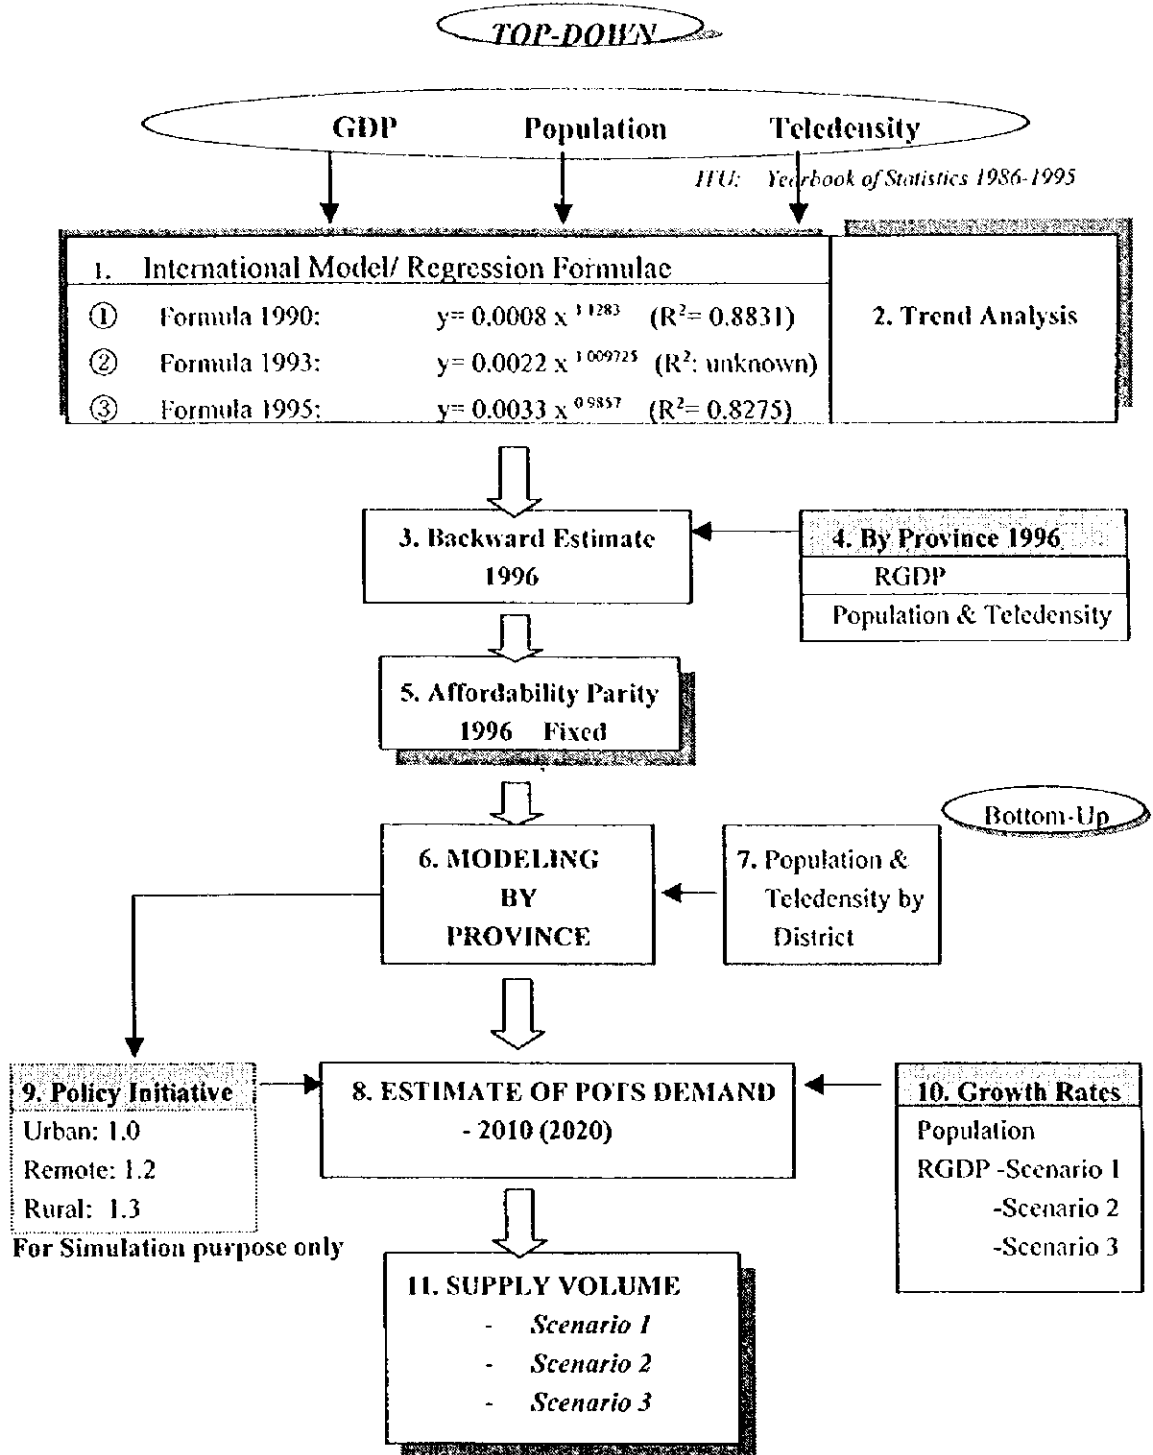 TOP-DOWN
GDP Population Teledensity
ITU: Yearbook of Statistics 1986-1995
1. International Model/ Regression Formulae
① Formula 1990: y= 0.0008 x^1.1283 (R²= 0.8831)
② Formula 1993: y= 0.0022 x^1.009725 (R²: unknown)
③ Formula 1995: y= 0.0033 x^0.9857 (R²= 0.8275)
2. Trend Analysis
3. Backward Estimate
1996
4. By Province 1996
RGDP
Population & Teledensity
5. Affordability Parity
1996 Fixed
Bottom-Up
6. MODELING
BY
PROVINCE
7. Population &
Teledensity by
District
9. Policy Initiative
Urban: 1.0
Remote: 1.2
Rural: 1.3
For Simulation purpose only
8. ESTIMATE OF POTS DEMAND
- 2010 (2020)
10. Growth Rates
Population
RGDP -Scenario 1
-Scenario 2
-Scenario 3
11. SUPPLY VOLUME
- Scenario 1
- Scenario 2
- Scenario 3